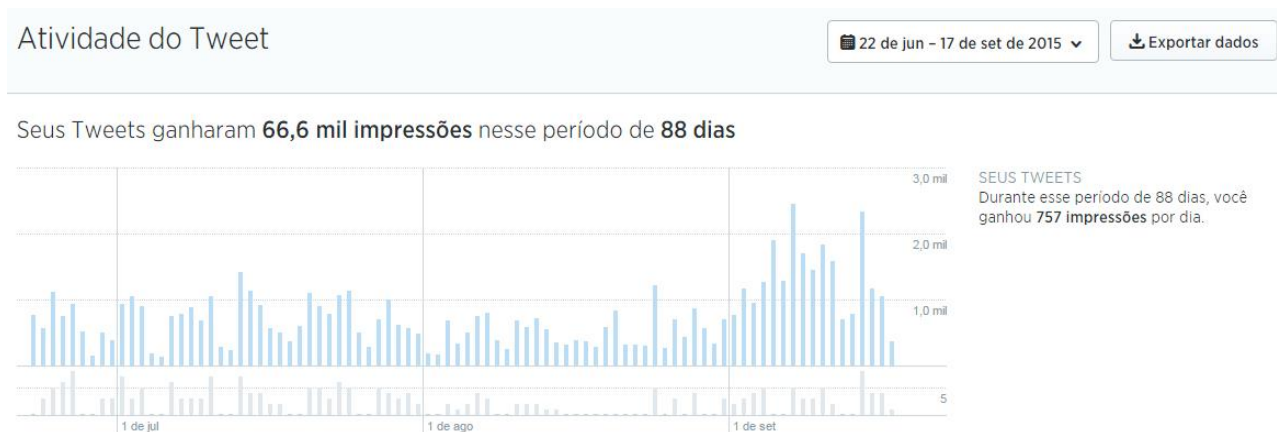 Atividade do Tweet
22 de jun – 17 de set de 2015
Exportar dados
Seus Tweets ganharam 66,6 mil impressões nesse período de 88 dias
3,0 mil
2,0 mil
1,0 mil
5
1 de jul
1 de ago
1 de set
SEUS TWEETS
Durante esse período de 88 dias, você
ganhou 757 impressões por dia.